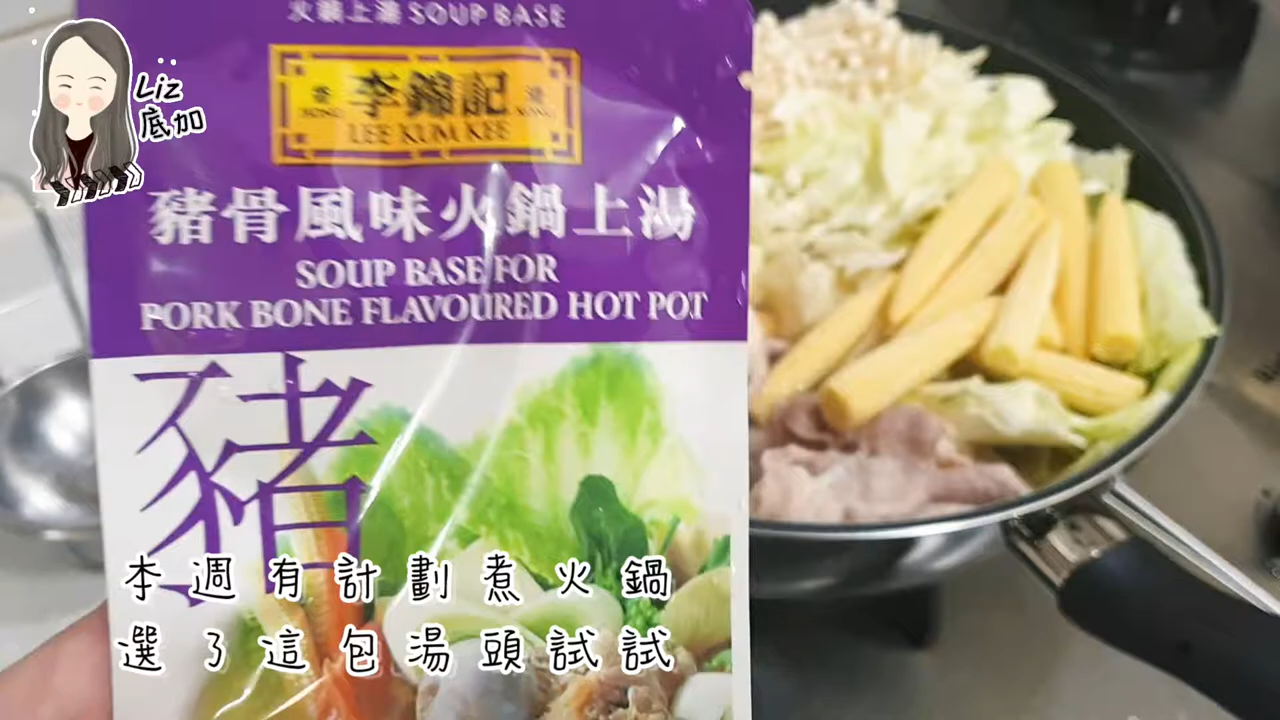 火鍋上湯 SOUP BASE
Liz
底加
香 李錦記 港
HONG LEE KUM KEE KONG
豬骨風味火鍋上湯
SOUP BASE FOR
PORK BONE FLAVOURED HOT POT
豬
本週有計劃煮火鍋
選了這包湯頭試試